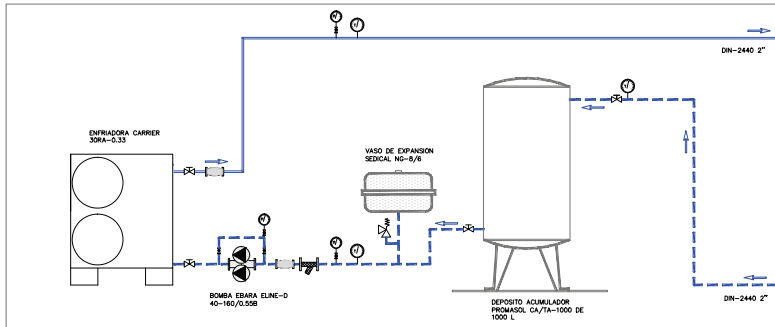 DIN-2440 2"
ENFRIADORA CARRIER
30RA-0.33
VASO DE EXPANSION
SEDICAL NG-8/6
BOMBA EBARA ELINE-D
40-160/0.55B
DEPOSITO ACUMULADOR
PROMASOL CA/TA-1000 DE
1000 L
DIN-2440 2"